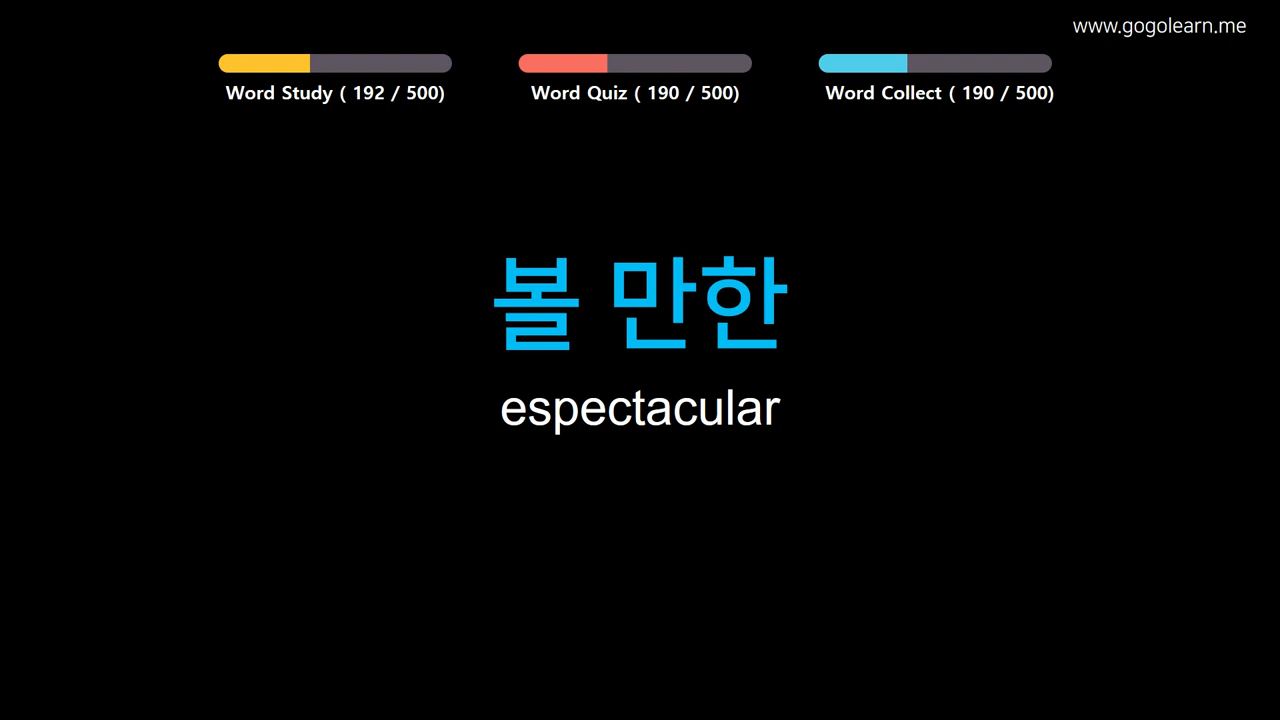 www.gogolearn.me
Word Study ( 192 / 500)
Word Quiz ( 190 / 500)
Word Collect ( 190 / 500)
볼 만한
espectacular